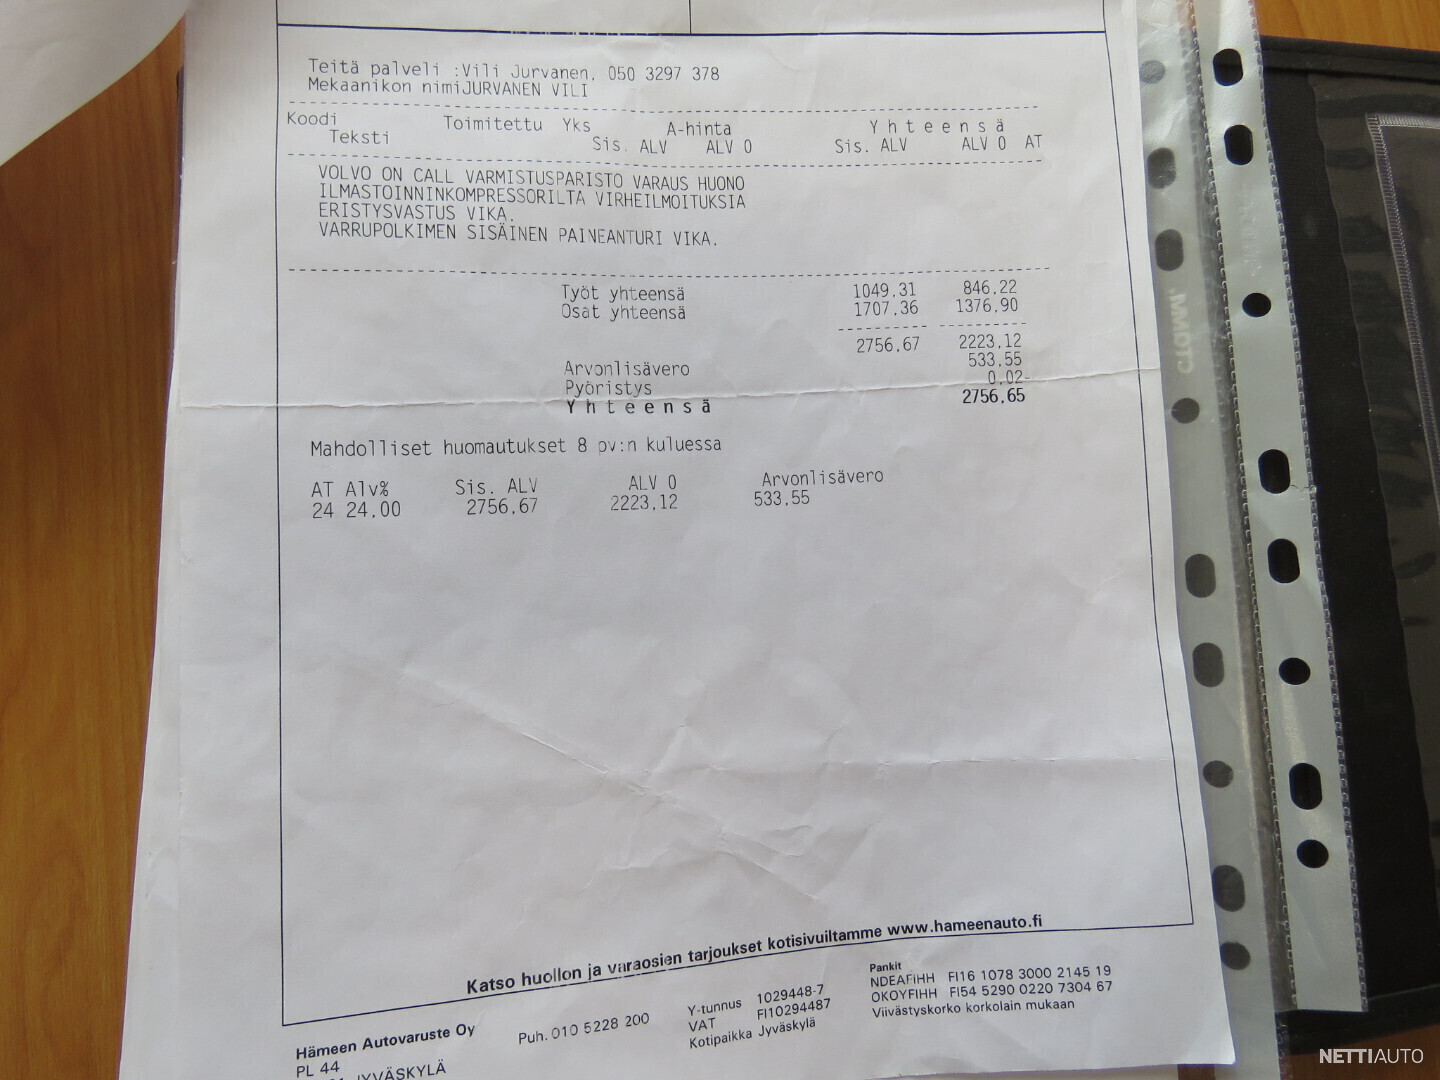 Teitä palveli :Vili Jurvanen, 050 3297 378
Mekaanikon nimiJURVANEN VILI
Koodi Toimitettu Yks A-hinta Yhteensä
Teksti Sis. ALV ALV 0 Sis. ALV ALV 0 AT
VOLVO ON CALL VARMISTUSPARISTO VARAUS HUONO
ILMASTOINNINKOMPRESSORILTA VIRHEILMOITUKSIA
ERISTYSVASTUS VIKA.
VARRUPOLKIMEN SISÄINEN PAINEANTURI VIKA.
Työt yhteensä 1049.31 846.22
Osat yhteensä 1707.36 1376.90
2756.67 2223.12
Arvonlisävero 533.55
Pyöristys 0.02-
Yhteensä 2756.65
Mahdolliset huomautukset 8 pv:n kuluessa
AT Alv% Sis. ALV ALV 0 Arvonlisävero
24 24.00 2756.67 2223.12 533.55
Katso huollon ja varaosien tarjoukset kotisivuiltamme www.hameenauto.fi
Hämeen Autovaruste Oy
PL 44
JYVÄSKYLÄ
Puh. 010 5228 200
Y-tunnus 1029448-7
VAT FI10294487
Kotipaikka Jyväskylä
Pankit
NDEAFIHH FI16 1078 3000 2145 19
OKOYFIHH FI54 5290 0220 7304 67
Viivästyskorko korkolain mukaan
NETTIAUTO